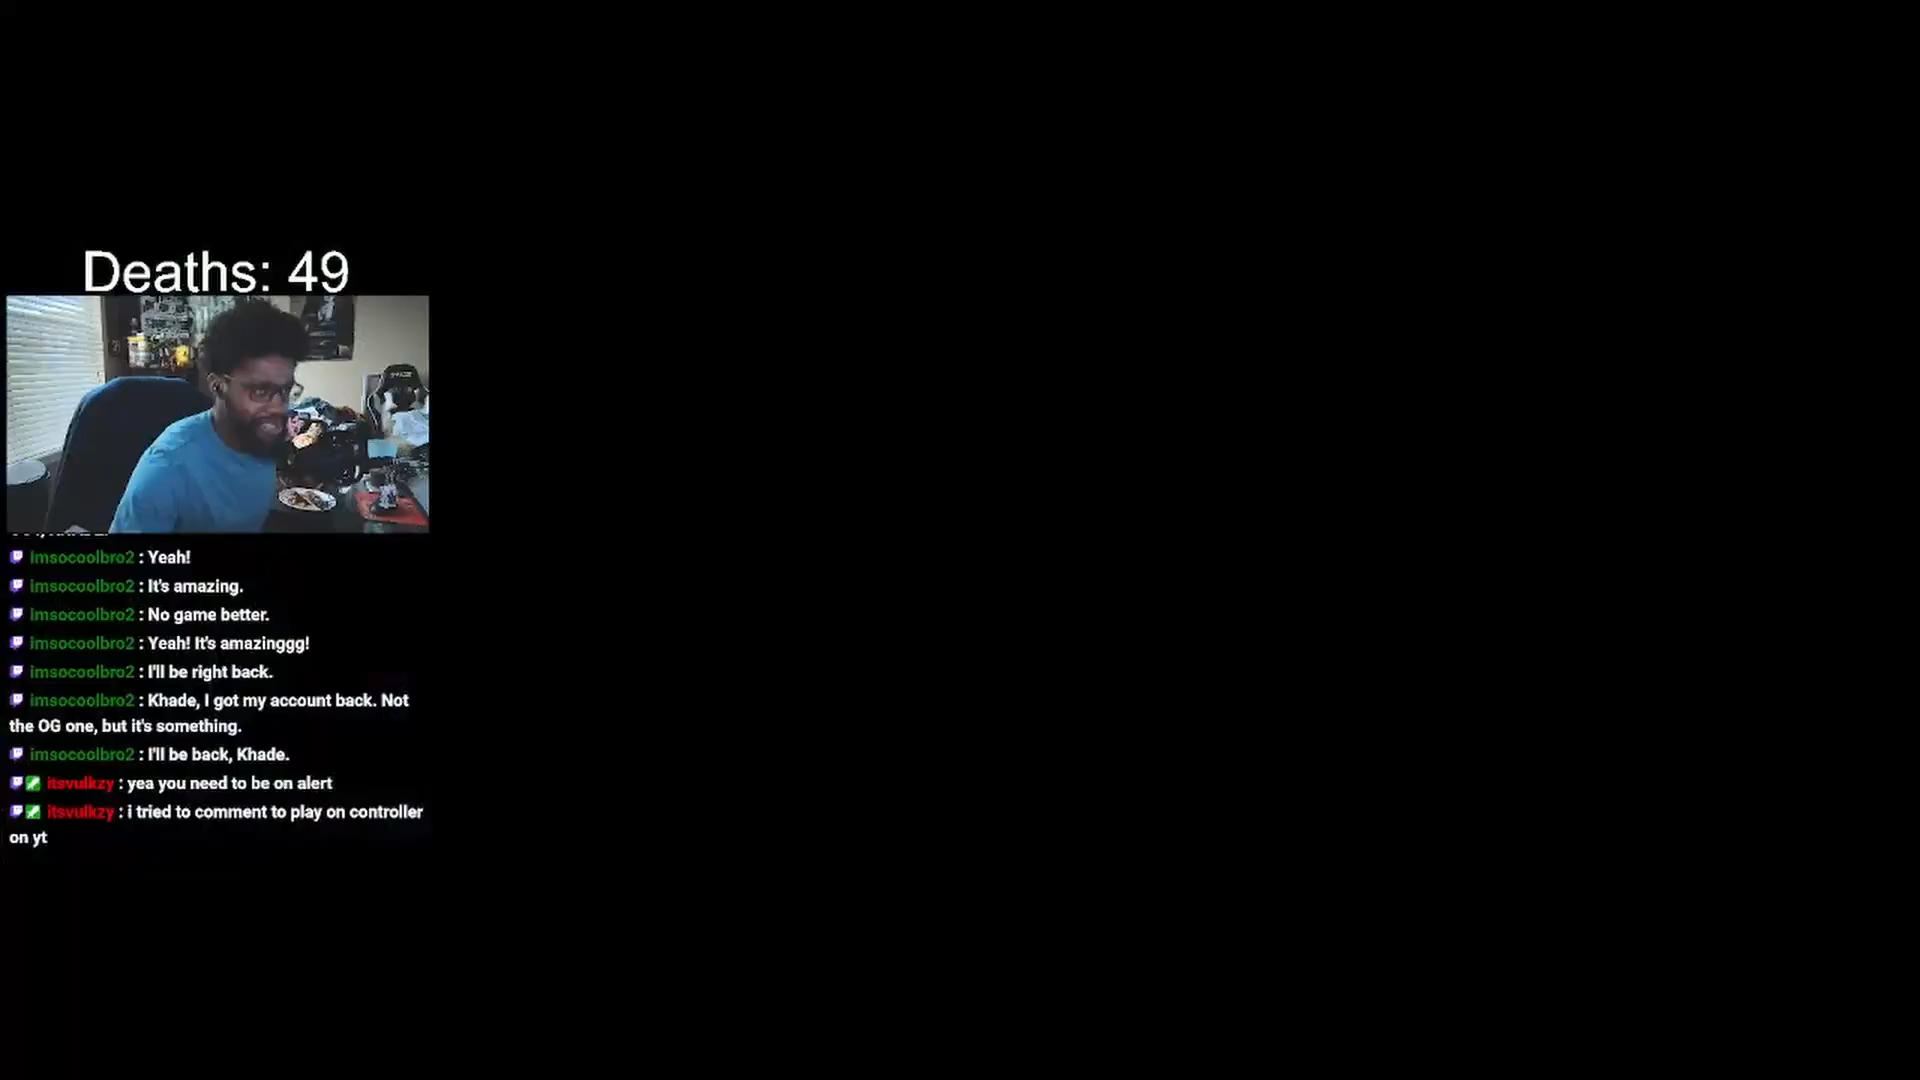 Deaths: 49
imsocoolbro2 : Yeah!
imsocoolbro2 : It's amazing.
imsocoolbro2 : No game better.
imsocoolbro2 : Yeah! It's amazinggg!
imsocoolbro2 : I'll be right back.
imsocoolbro2 : Khade, I got my account back. Not
the OG one, but it's something.
imsocoolbro2 : I'll be back, Khade.
itsvulkzy : yea you need to be on alert
itsvulkzy : i tried to comment to play on controller
on yt